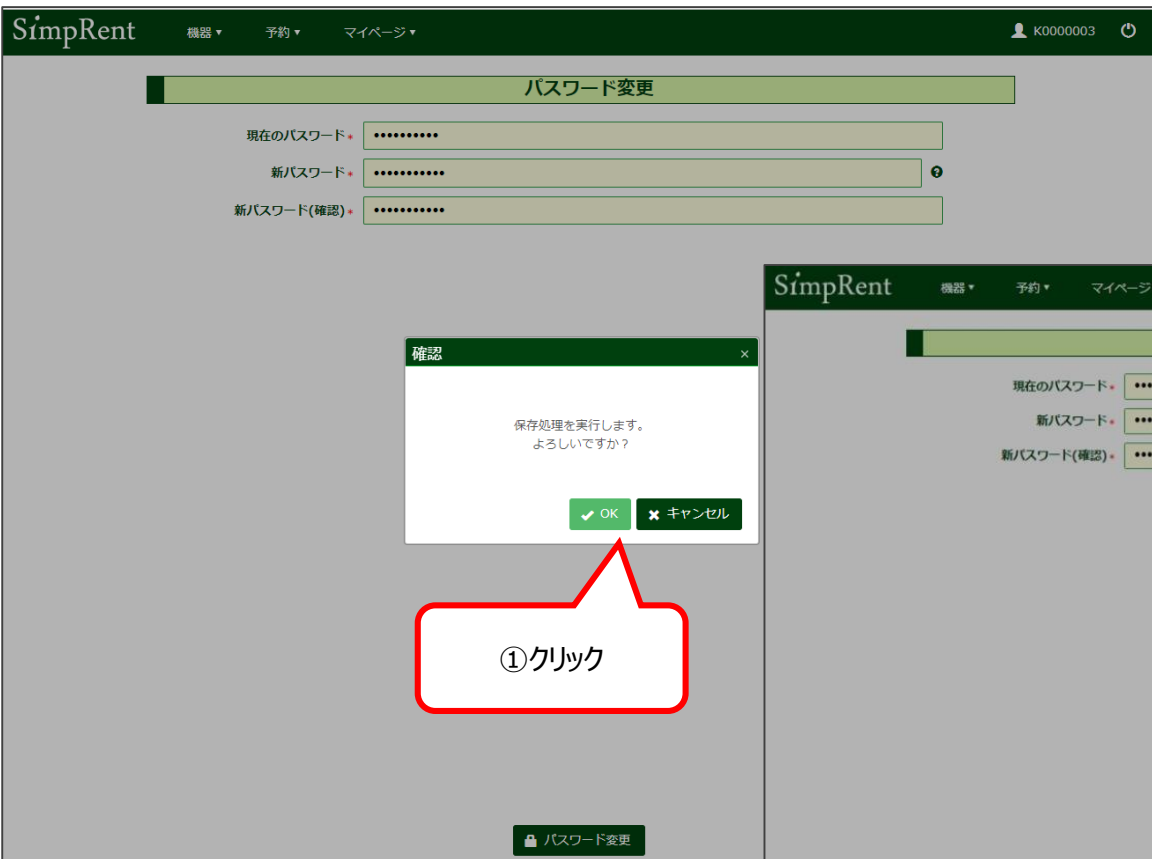 SimpRent 機器▼ 予約▼ マイページ▼ K0000003
パスワード変更
現在のパスワード* ••••••••••
新パスワード* •••••••••••
新パスワード(確認)* •••••••••••
確認 ×
保存処理を実行します。
よろしいですか？
OK キャンセル
①クリック
パスワード変更
SimpRent 機器▼ 予約▼ マイページ
現在のパスワード* •••
新パスワード* •••
新パスワード(確認)* •••